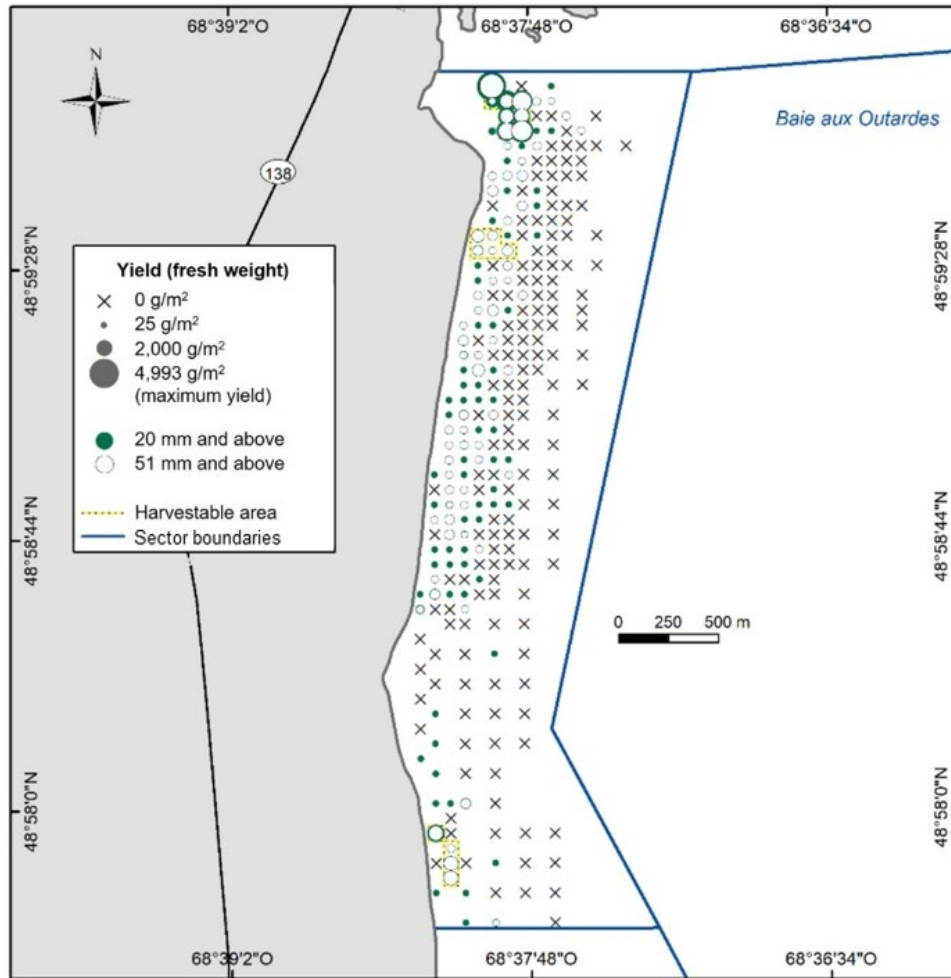 68°39'2"O
68°37'48"O
68°36'34"O
N
Baie aux Outardes
138
48°59'28"N
48°59'28"N
Yield (fresh weight)
0 g/m²
25 g/m²
2,000 g/m²
4,993 g/m²
(maximum yield)
20 mm and above
51 mm and above
Harvestable area
Sector boundaries
48°58'44"N
48°58'44"N
0 250 500 m
48°58'0"N
48°58'0"N
68°39'2"O
68°37'48"O
68°36'34"O